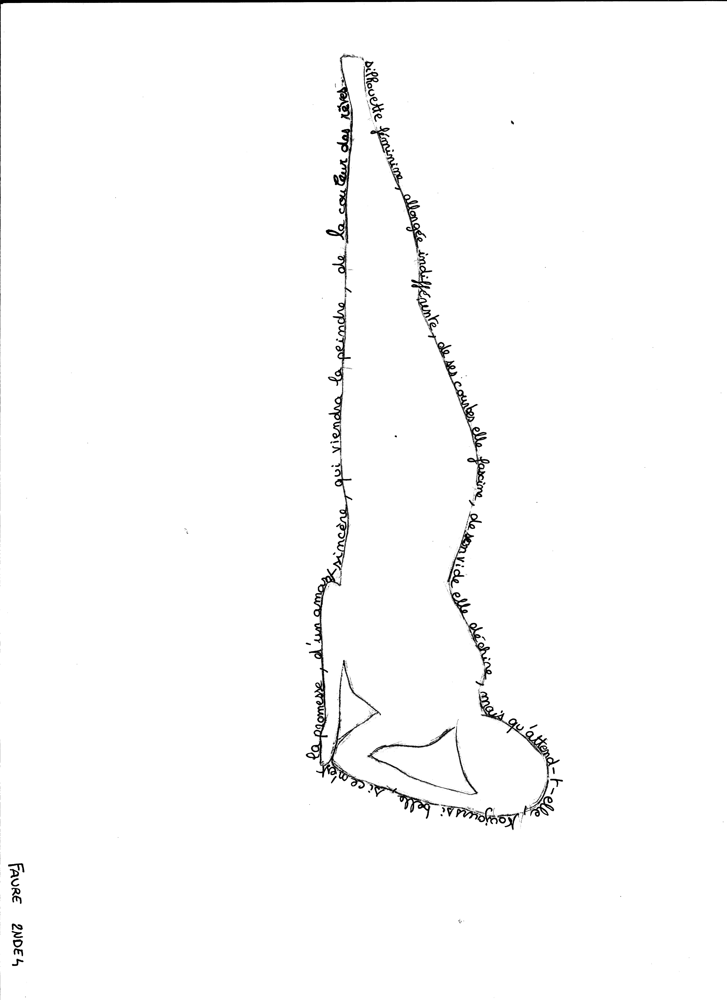 silhouette féminine, allongée indifférente, de ses courbes elle fascine, de son vide elle déchire, mais qu'attend-t-elle, toujours si belle, si ce n'est
la promesse, d'un amant sincère, qui viendra la peindre, de la couleur des rêves.
FAURE 2NDE4